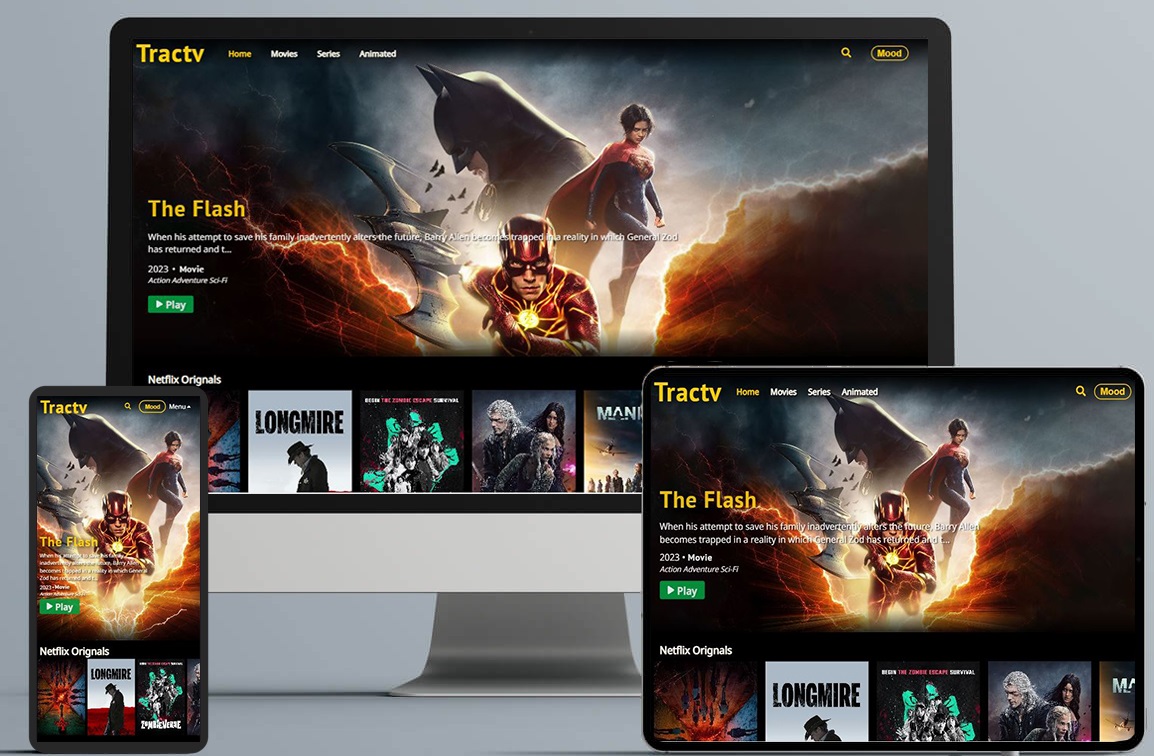 Tractv Home Movies Series Animated Mood
The Flash
When his attempt to save his family inadvertently alters the future, Barry Allen becomes trapped in a reality in which General Zod
has returned and t...
2023 • Movie
Action Adventure Sci-Fi
Play
Netflix Orignals
LONGMIRE
BEGIN THE ZOMBIE ESCAPE SURVIVAL
Tractv Mood Menu
The Flash
When his attempt to save his family
inadvertently alters the future, Barry Allen
becomes trapped in a reality in which General
Zod has returned and t...
2023 • Movie
Play
Netflix Orignals
LONGMIRE
ZOMBIEVERSE
Tractv Home Movies Series Animated Mood
The Flash
When his attempt to save his family inadvertently alters the future, Barry Allen
becomes trapped in a reality in which General Zod has returned and t...
2023 • Movie
Action Adventure Sci-Fi
Play
Netflix Orignals
LONGMIRE
BEGIN THE ZOMBIE ESCAPE SURVIVAL